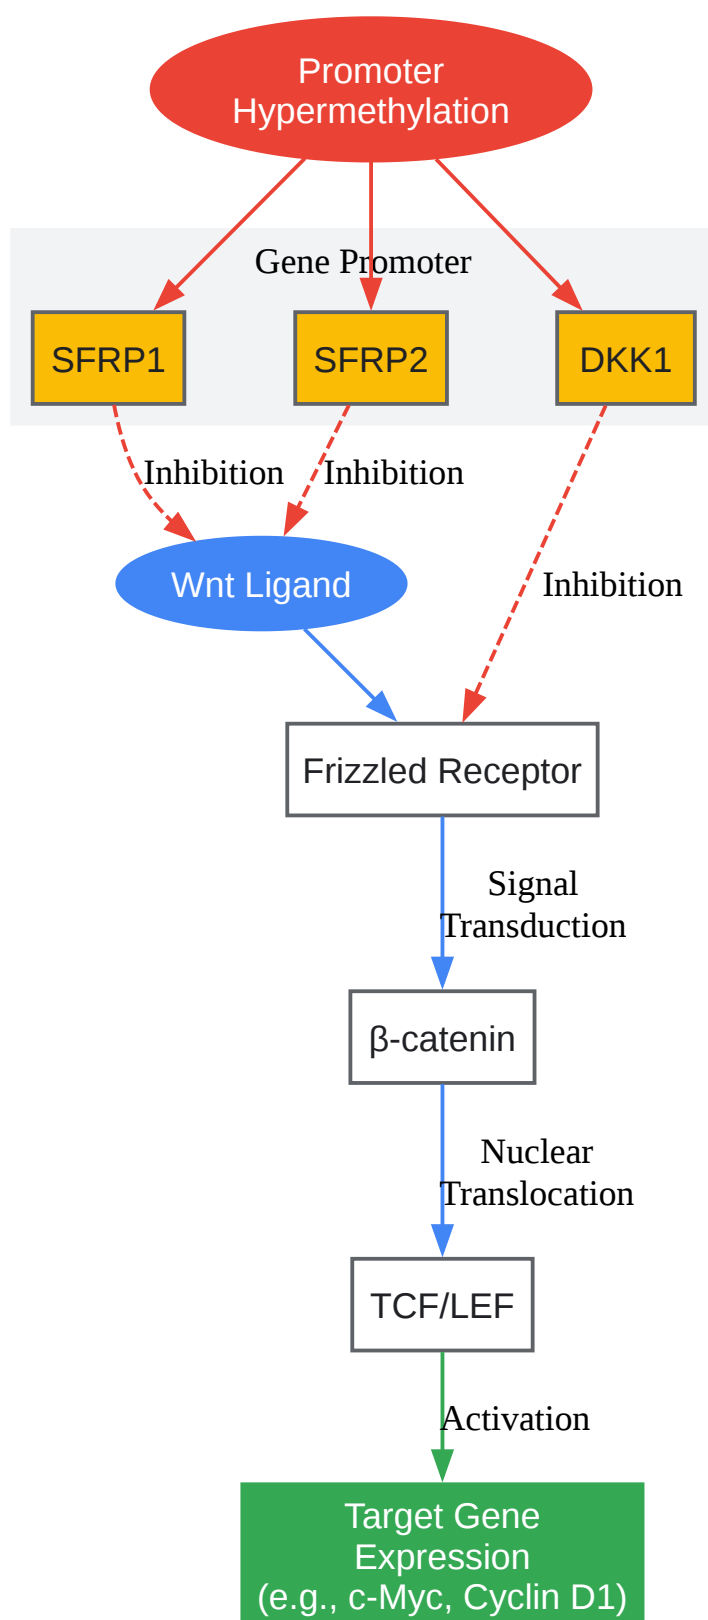 Promoter
Hypermethylation
Gene Promoter
SFRP1
SFRP2
DKK1
Inhibition
Inhibition
Wnt Ligand
Inhibition
Frizzled Receptor
Signal
Transduction
β-catenin
Nuclear
Translocation
TCF/LEF
Activation
Target Gene
Expression
(e.g., c-Myc, Cyclin D1)